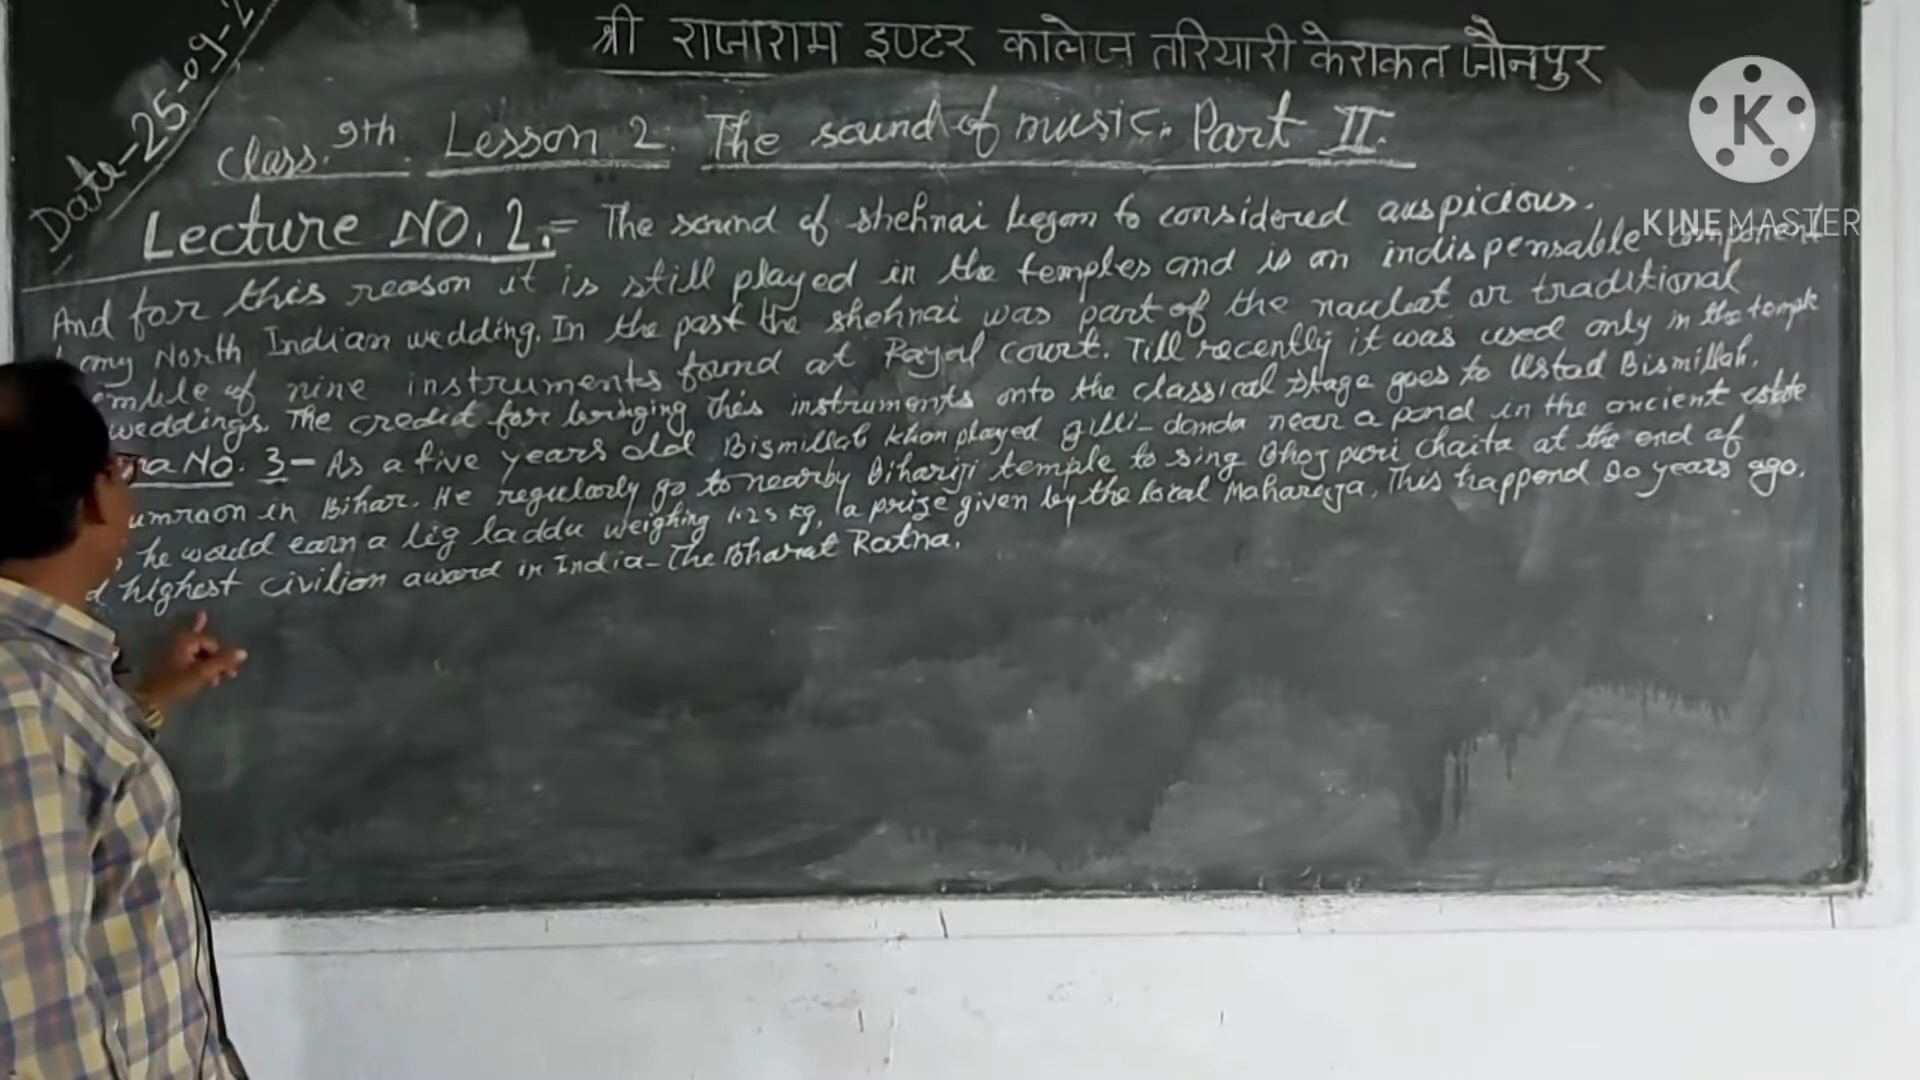 Date-25-09-2
श्री राजाराम इण्टर कालेज तरियारी केराकत जौनपुर
K
KINEMASTER
Class. 9th. Lesson 2. The sound of music. Part II.
Lecture NO. 2.= The sound of shehnai began to considered auspicious.
And for this reason it is still played in the temples and is an indispensable component
any North Indian wedding. In the past the shehnai was part of the naubat or traditional
emble of nine instruments found at Royal court. Till recently it was used only in the temple
weddings. The credit for bringing this instruments onto the classical stage goes to Ustad Bismillah.
ra No. 3- As a five years old Bismillah khan played gilli-danda near a pond in the ancient estate
umraon in Bihar. He regularly go to nearby Bihariji temple to sing Bhojpuri chaita at the end of
he would earn a big laddu weighing 1.25 kg, a prize given by the local Maharaja. This happend 80 years ago.
d highest civilion award in India-The Bharat Ratna.